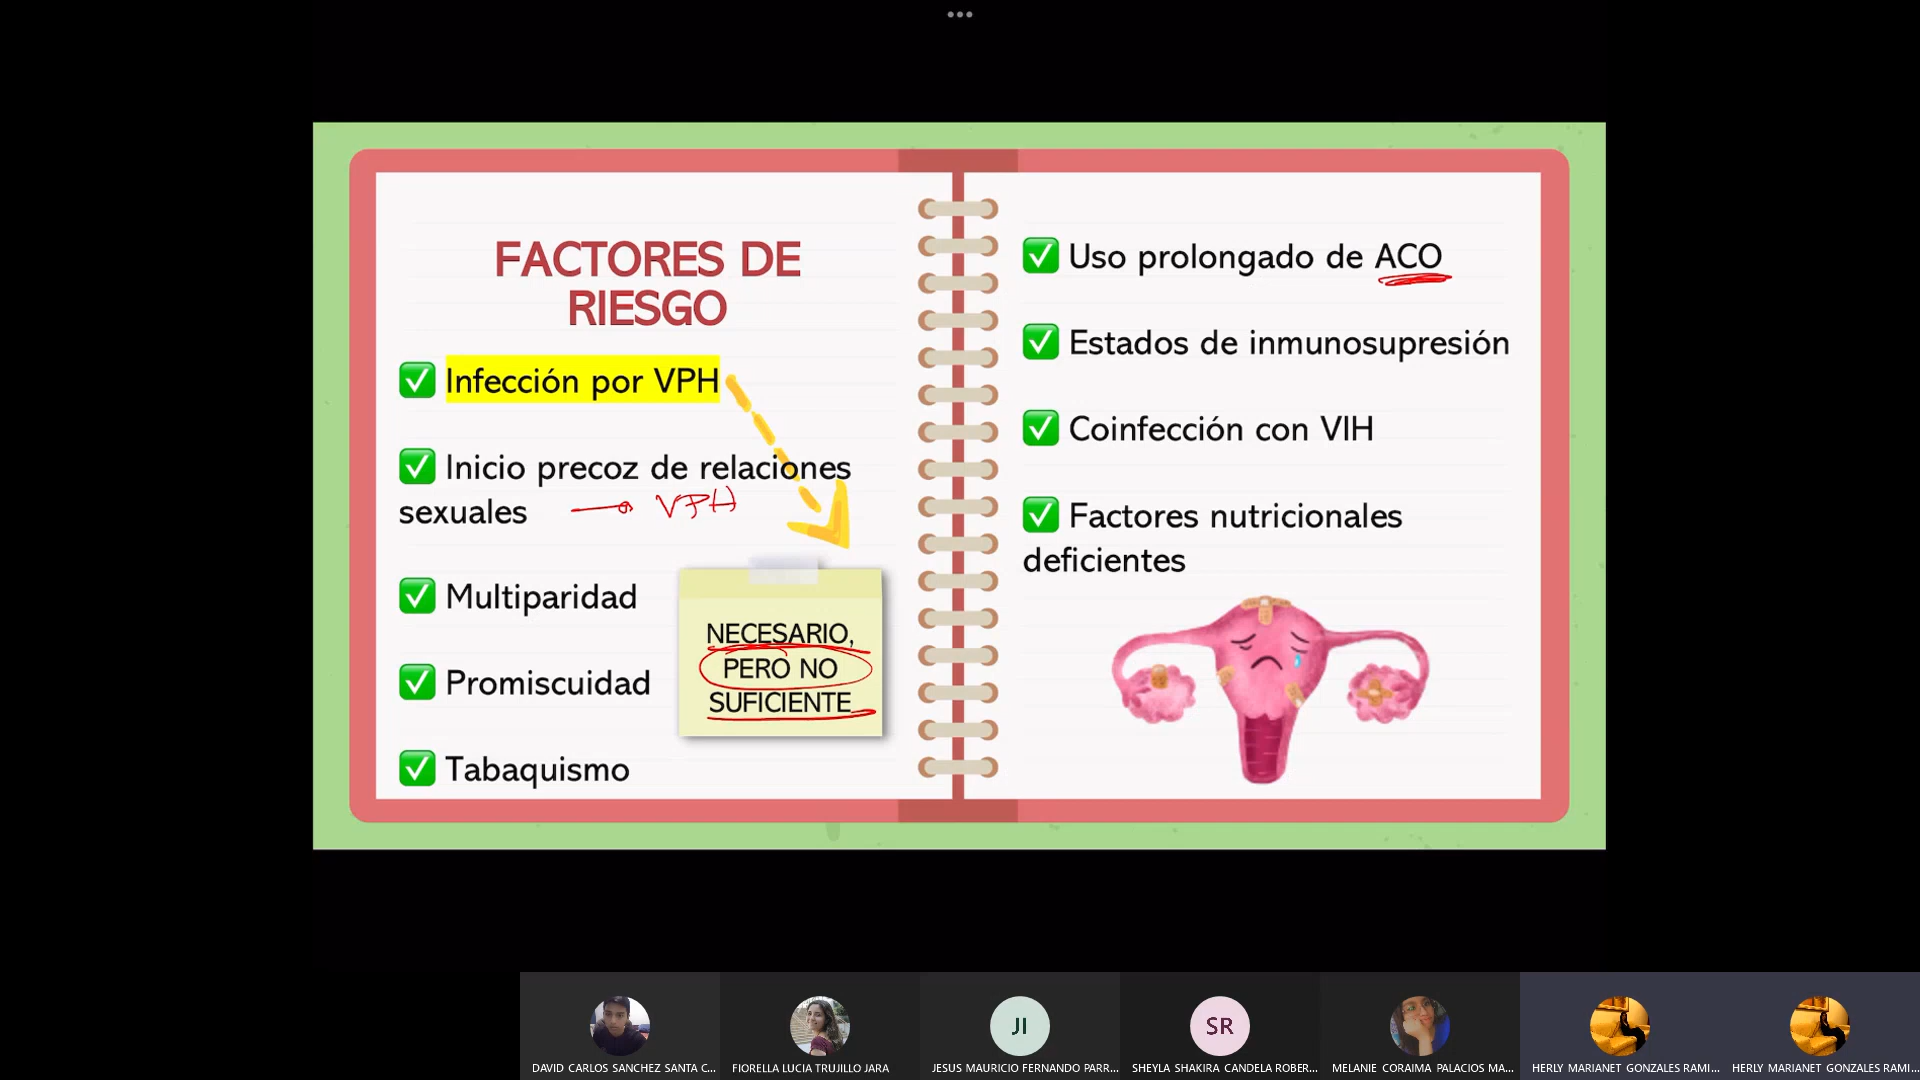 FACTORES DE
RIESGO
Infección por VPH
Inicio precoz de relaciones
sexuales → VPH
Multiparidad
Promiscuidad
Tabaquismo
NECESARIO,
PERO NO
SUFICIENTE
Uso prolongado de ACO
Estados de inmunosupresión
Coinfección con VIH
Factores nutricionales
deficientes
JI
SR
DAVID CARLOS SANCHEZ SANTA C...
FIORELLA LUCIA TRUJILLO JARA
JESUS MAURICIO FERNANDO PARR...
SHEYLA SHAKIRA CANDELA ROBER...
MELANIE CORAIMA PALACIOS MA...
HERLY MARIANET GONZALES RAMI...
HERLY MARIANET GONZALES RAMI...